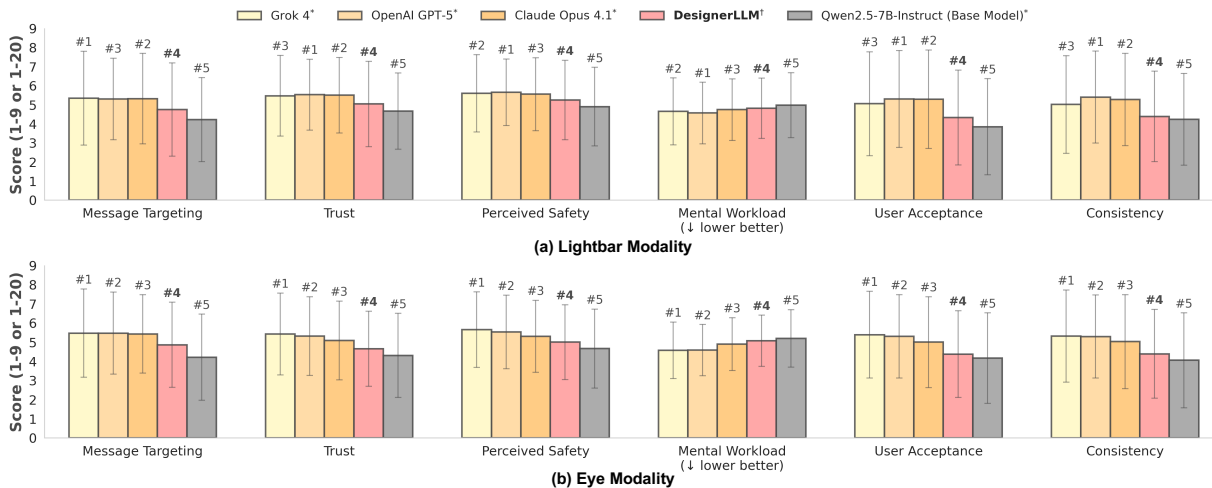 Grok 4* OpenAI GPT-5* Claude Opus 4.1* DesignerLLM† Qwen2.5-7B-Instruct (Base Model)*
Score (1-9 or 1-20)
9
8
7
6
5
4
3
2
1
0
#1 #3 #2 #4 #5
#3 #1 #2 #4 #5
#2 #1 #3 #4 #5
#2 #1 #3 #4 #5
#3 #1 #2 #4 #5
#3 #1 #2 #4 #5
Message Targeting Trust Perceived Safety Mental Workload User Acceptance Consistency
(↓ lower better)
(a) Lightbar Modality
Score (1-9 or 1-20)
9
8
7
6
5
4
3
2
1
0
#1 #2 #3 #4 #5
#1 #2 #3 #4 #5
#1 #2 #3 #4 #5
#1 #2 #3 #4 #5
#1 #2 #3 #4 #5
#1 #2 #3 #4 #5
Message Targeting Trust Perceived Safety Mental Workload User Acceptance Consistency
(↓ lower better)
(b) Eye Modality